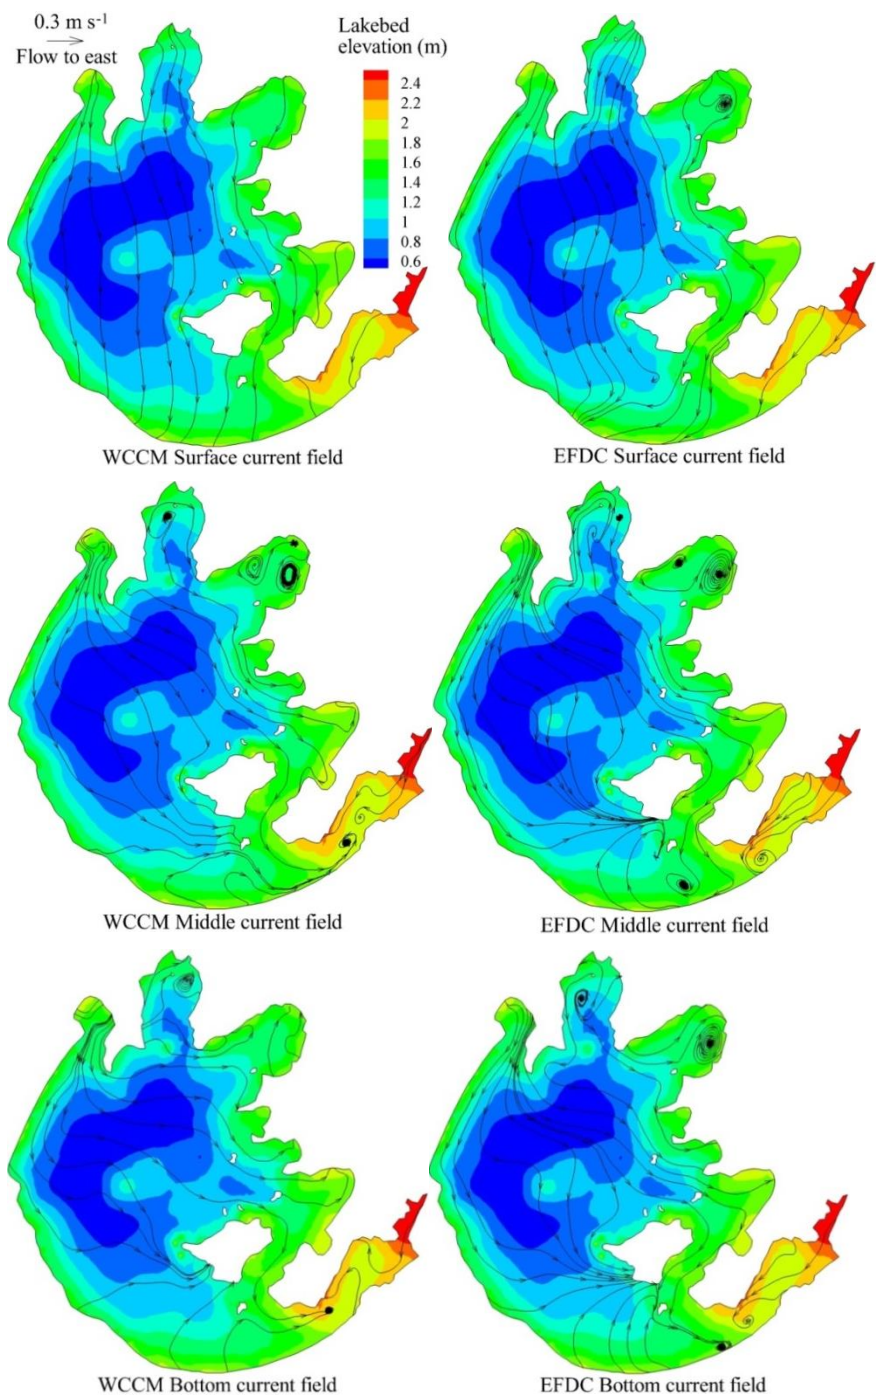 0.3 m s⁻¹
Flow to east
Lakebed
elevation (m)
2.4
2.2
2
1.8
1.6
1.4
1.2
1
0.8
0.6
WCCM Surface current field
EFDC Surface current field
WCCM Middle current field
EFDC Middle current field
WCCM Bottom current field
EFDC Bottom current field